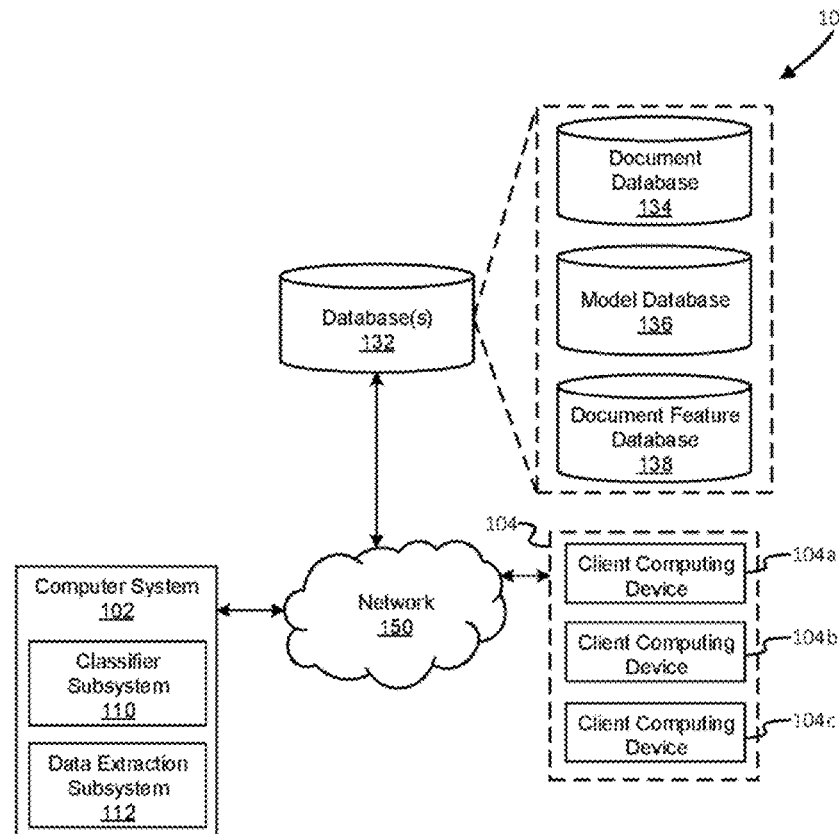 10
Document
Database
134
Database(s)
132
Model Database
136
Document Feature
Database
138
104
Client Computing
Device
104a
Client Computing
Device
104b
Client Computing
Device
104c
Network
150
Computer System
102
Classifier
Subsystem
110
Data Extraction
Subsystem
112